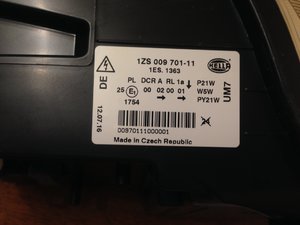 1ZS 009 701-11
HELLA
1ES. 1363
PL DCR A RL 1a P21W
25 E1 00 02 00 01 W5W
1754 PY21W
DE
12.07.16
UM7
00970111000001
Made in Czech Republic